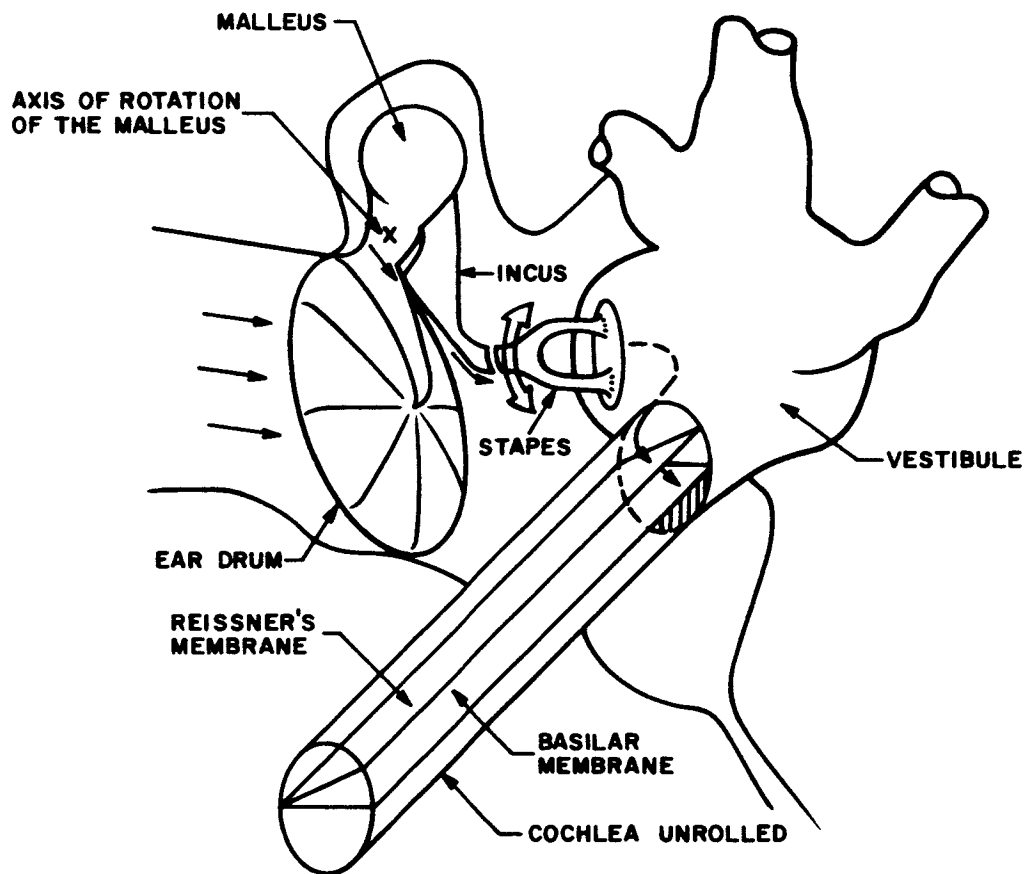 MALLEUS
AXIS OF ROTATION
OF THE MALLEUS
x
INCUS
STAPES
VESTIBULE
EAR DRUM
REISSNER'S
MEMBRANE
BASILAR
MEMBRANE
COCHLEA UNROLLED